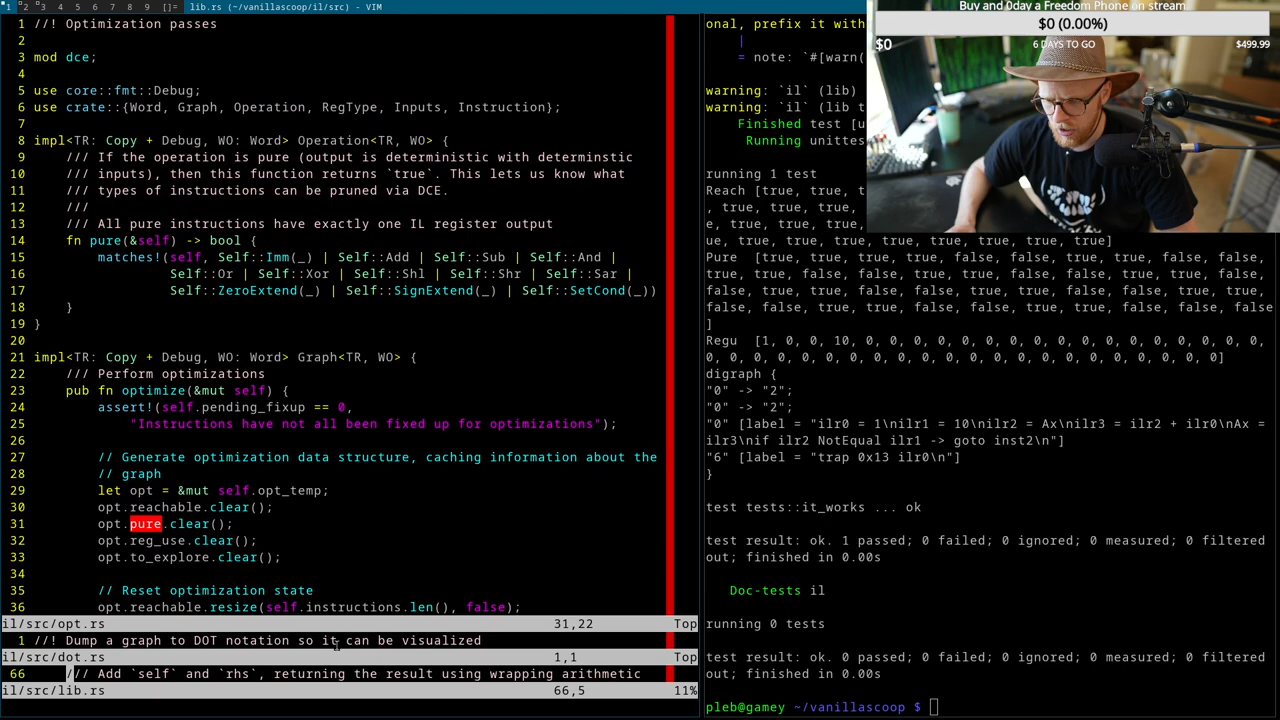 1 2 3 4 5 6 7 8 9 []= lib.rs (~/vanillascoop/il/src) - VIM
1 //! Optimization passes
2
3 mod dce;
4
5 use core::fmt::Debug;
6 use crate::{Word, Graph, Operation, RegType, Inputs, Instruction};
7
8 impl<TR: Copy + Debug, WO: Word> Operation<TR, WO> {
9 /// If the operation is pure (output is deterministic with determinstic
10 /// inputs), then this function returns `true`. This lets us know what
11 /// types of instructions can be pruned via DCE.
12 ///
13 /// All pure instructions have exactly one IL register output
14 fn pure(&self) -> bool {
15 matches!(self, Self::Imm(_) | Self::Add | Self::Sub | Self::And |
16 Self::Or | Self::Xor | Self::Shl | Self::Shr | Self::Sar |
17 Self::ZeroExtend(_) | Self::SignExtend(_) | Self::SetCond(_))
18 }
19 }
20
21 impl<TR: Copy + Debug, WO: Word> Graph<TR, WO> {
22 /// Perform optimizations
23 pub fn optimize(&mut self) {
24 assert!(self.pending_fixup == 0,
25 "Instructions have not all been fixed up for optimizations");
26
27 // Generate optimization data structure, caching information about the
28 // graph
29 let opt = &mut self.opt_temp;
30 opt.reachable.clear();
31 opt.pure.clear();
32 opt.reg_use.clear();
33 opt.to_explore.clear();
34
35 // Reset optimization state
36 opt.reachable.resize(self.instructions.len(), false);
il/src/opt.rs 31,22 Top
1 //! Dump a graph to DOT notation so it can be visualized
il/src/dot.rs 1,1 Top
66 /// Add `self` and `rhs`, returning the result using wrapping arithmetic
il/src/lib.rs 66,5 11%
onal, prefix it with
|
= note: `#[warn(
warning: `il` (lib)
warning: `il` (lib t
Finished test [u
Running unittes
running 1 test
Reach [true, true, t
, true, true, true,
e, true, true, true,
ue, true, true, true, true, true, true, true]
Pure [true, true, true, true, false, false, true, false, false,
true, true, false, false, true, true, false, false, true, true,
false, false, true, true, false, false, true, true, false, true,
false, true, true, false, true, false, true, true, false, false
]
Regu [1, 0, 0, 10, 0, 0, 0, 0, 0, 0, 0, 0, 0, 0, 0, 0, 0, 0, 0,
0, 0, 0, 0, 0, 0, 0, 0, 0, 0, 0, 0, 0, 0, 0, 0, 0, 0, 0, 0]
digraph {
"0" -> "2";
"0" -> "2";
"0" [label = "ilr0 = 1\nilr1 = 10\nilr2 = Ax\nilr3 = ilr2 + ilr0\nAx =
ilr3\nif ilr2 NotEqual ilr1 -> goto inst2\n"]
"6" [label = "trap 0x13 ilr0\n"]
}
test tests::it_works ... ok
test result: ok. 1 passed; 0 failed; 0 ignored; 0 measured; 0 filtered
out; finished in 0.00s
Doc-tests il
running 0 tests
test result: ok. 0 passed; 0 failed; 0 ignored; 0 measured; 0 filtered
out; finished in 0.00s
pleb@gamey ~/vanillascoop $
Buy and 0day a Freedom Phone on stream
$0 (0.00%)
$0 6 DAYS TO GO $499.99